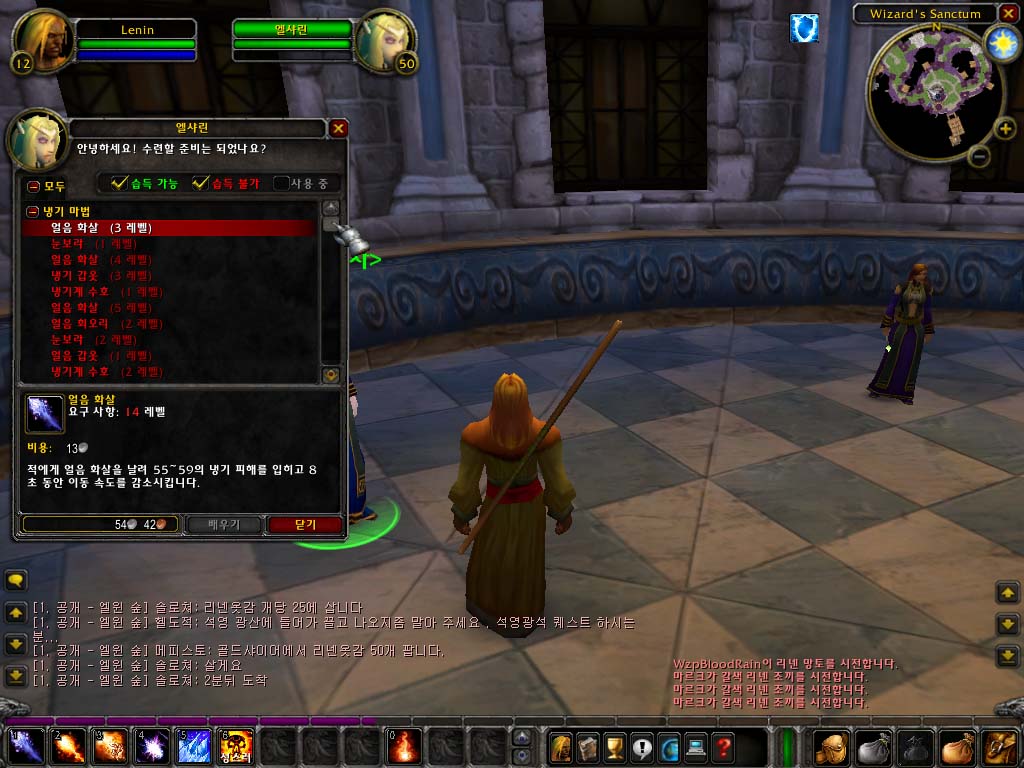 Lenin
12
엘샤린
50
Wizard's Sanctum
N
엘샤린
안녕하세요! 수련할 준비는 되었나요?
모두 습득 가능 습득 불가 사용 중
냉기 마법
얼음 화살 (3 레벨)
눈보라 (1 레벨)
얼음 화살 (4 레벨)
냉기 갑옷 (3 레벨)
냉기계 수호 (1 레벨)
얼음 화살 (5 레벨)
얼음 회오리 (2 레벨)
눈보라 (2 레벨)
얼음 갑옷 (1 레벨)
냉기계 수호 (2 레벨)
얼음 화살
요구 사항: 14 레벨
비용: 13
적에게 얼음 화살을 날려 55~59의 냉기 피해를 입히고 8
초 동안 이동 속도를 감소시킵니다.
54 42 배우기 닫기
[1. 공개 - 엘윈 숲] 솔로쳐: 리넨옷감 개당 25에 삽니다
[1. 공개 - 엘윈 숲] 헬도적: 석영 광산에 들어가 끌고 나오지좀 말아 주세요 . 석영광석 퀘스트 하시는
분...
[1. 공개 - 엘윈 숲] 메피스토: 골드샤이어에서 리넨옷감 50개 팝니다.
[1. 공개 - 엘윈 숲] 솔로쳐: 살게요
[1. 공개 - 엘윈 숲] 솔로쳐: 2분뒤 도착
WzpBloodRain이 리넨 망토를 시전합니다.
마르크가 갈색 리넨 조끼를 시전합니다.
마르크가 갈색 리넨 조끼를 시전합니다.
마르크가 갈색 리넨 조끼를 시전합니다.
1 2 3 4 5 6 0